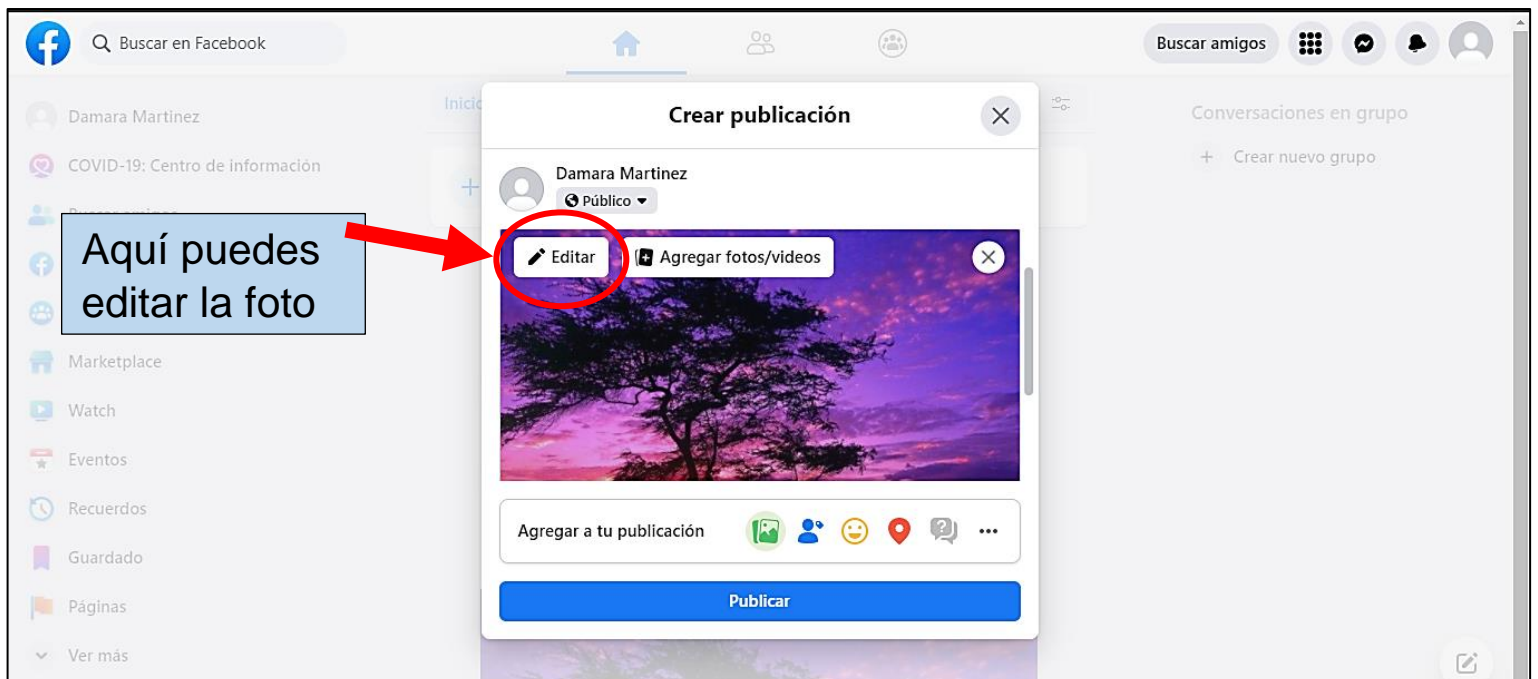 Buscar en Facebook
Buscar amigos
Damara Martinez
COVID-19: Centro de información
Marketplace
Watch
Eventos
Recuerdos
Guardado
Páginas
Ver más
Aquí puedes
editar la foto
Crear publicación
Damara Martinez
Público
Editar
Agregar fotos/videos
Agregar a tu publicación
Publicar
Conversaciones en grupo
+ Crear nuevo grupo